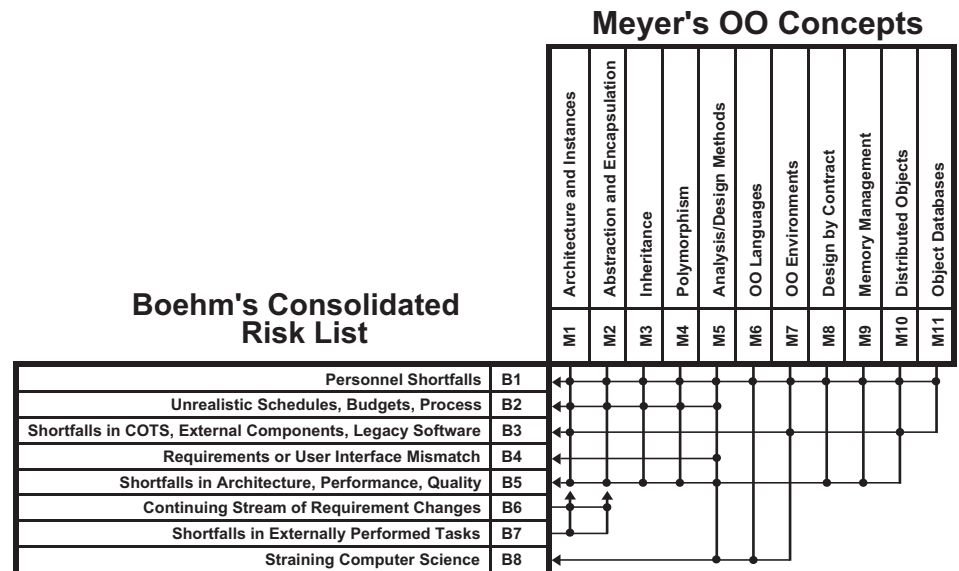 Meyer's OO Concepts
Architecture and Instances
Abstraction and Encapsulation
Inheritance
Polymorphism
Analysis/Design Methods
OO Languages
OO Environments
Design by Contract
Memory Management
Distributed Objects
Object Databases
M1
M2
M3
M4
M5
M6
M7
M8
M9
M10
M11
Boehm's Consolidated
Risk List
Personnel Shortfalls B1
Unrealistic Schedules, Budgets, Process B2
Shortfalls in COTS, External Components, Legacy Software B3
Requirements or User Interface Mismatch B4
Shortfalls in Architecture, Performance, Quality B5
Continuing Stream of Requirement Changes B6
Shortfalls in Externally Performed Tasks B7
Straining Computer Science B8